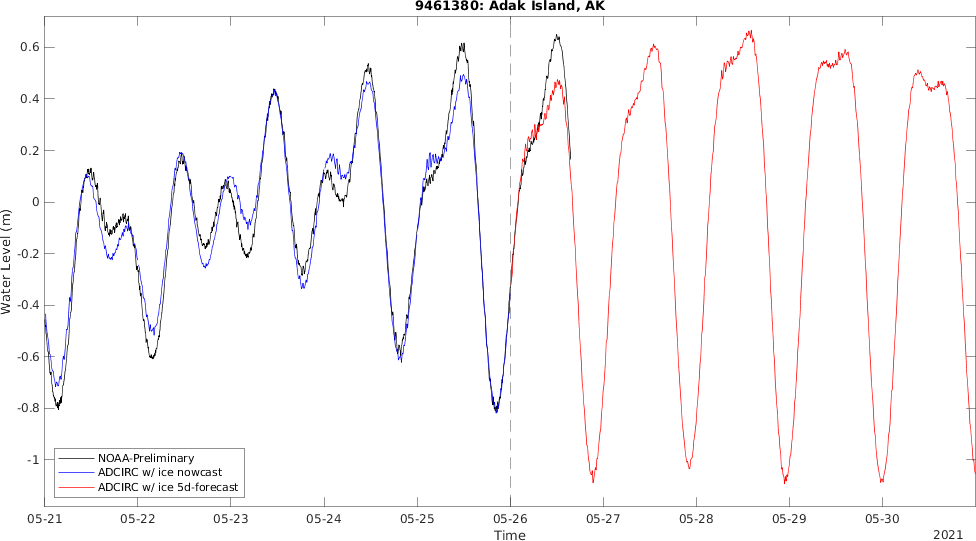 9461380: Adak Island, AK
0.6
0.4
0.2
0
-0.2
-0.4
-0.6
-0.8
-1
Water Level (m)
NOAA-Preliminary
ADCIRC w/ ice nowcast
ADCIRC w/ ice 5d-forecast
05-21 05-22 05-23 05-24 05-25 05-26 05-27 05-28 05-29 05-30
Time
2021